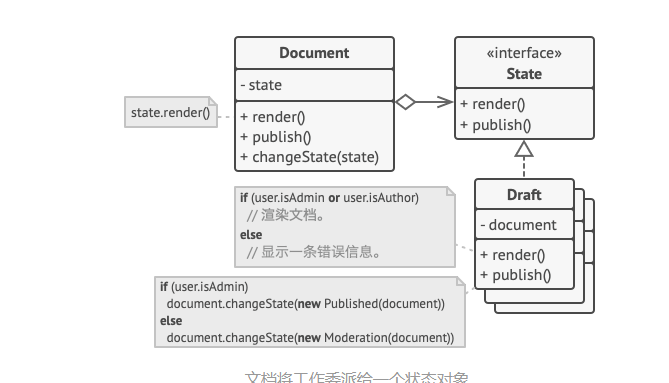 Document
- state
+ render()
+ publish()
+ changeState(state)
«interface»
State
+ render()
+ publish()
state.render()
Draft
- document
+ render()
+ publish()
if (user.isAdmin or user.isAuthor)
// 渲染文档。
else
// 显示一条错误信息。
if (user.isAdmin)
document.changeState(new Published(document))
else
document.changeState(new Moderation(document))
文档将工作委派给一个状态对象